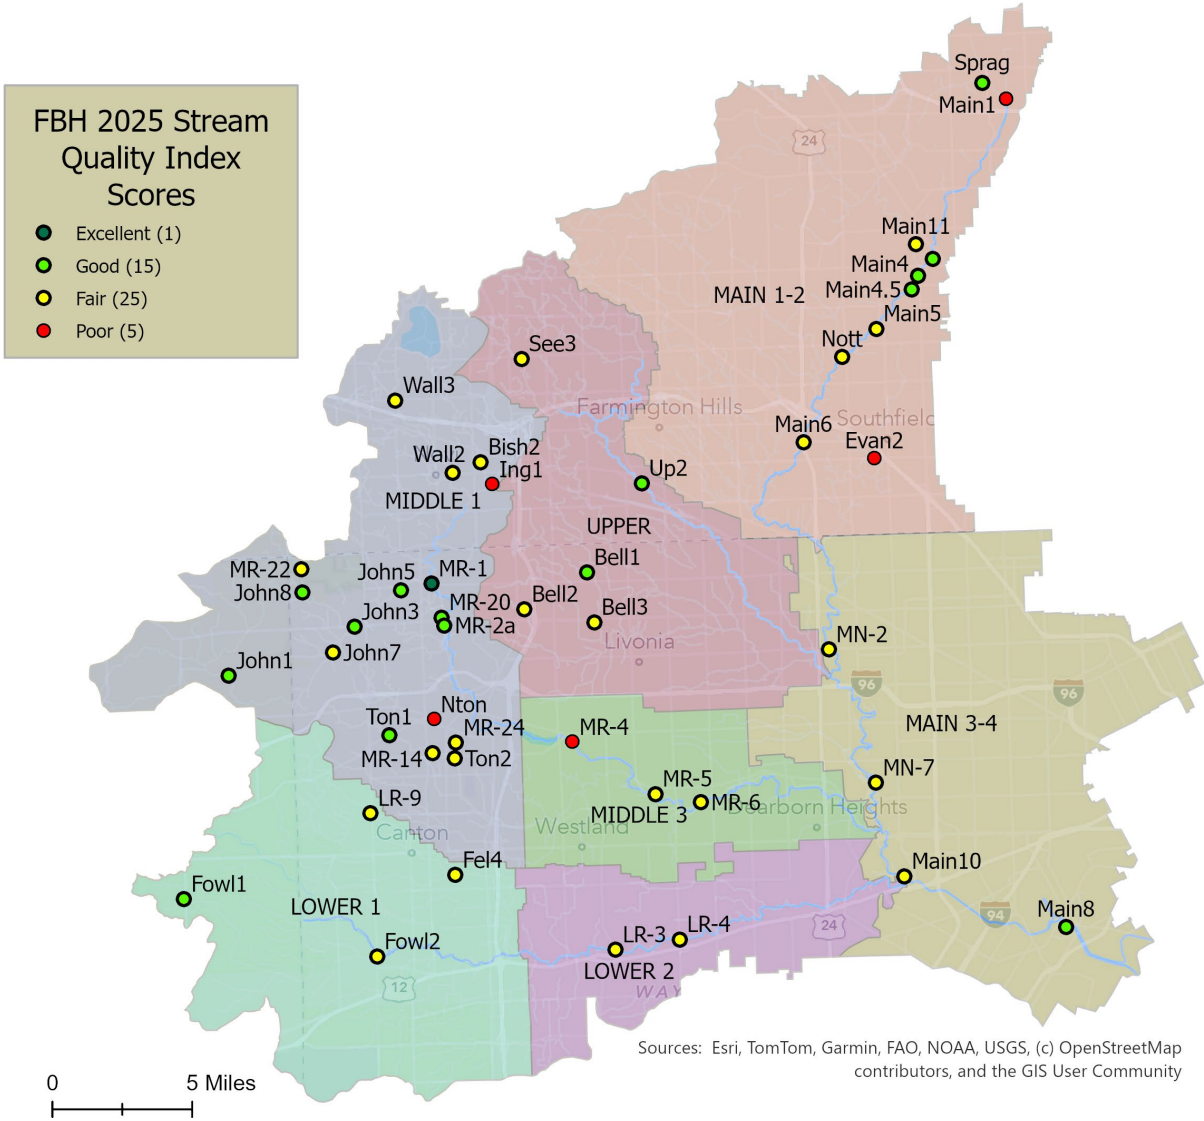 FBH 2025 Stream
Quality Index
Scores
Excellent (1)
Good (15)
Fair (25)
Poor (5)
Sprag
Main1
24
Main11
Main4
Main4.5
MAIN 1-2
Main5
Nott
See3
Wall3
Farmington Hills
Main6
Southfield
Evan2
Bish2
Wall2
Ing1
Up2
MIDDLE 1
UPPER
MR-22
John5
MR-1
Bell1
John8
MR-20
Bell2
John3
MR-2a
Bell3
MN-2
Livonia
John7
John1
96
96
Nton
Ton1
MR-24
MR-4
MAIN 3-4
MR-14
Ton2
MN-7
MR-5
LR-9
MR-6
Dearborn Heights
MIDDLE 3
Canton
Westland
Fel4
Main10
Fowl1
LOWER 1
Main8
94
LR-4
24
LR-3
Fowl2
LOWER 2
12
WAY
Sources: Esri, TomTom, Garmin, FAO, NOAA, USGS, (c) OpenStreetMap
contributors, and the GIS User Community
0 5 Miles